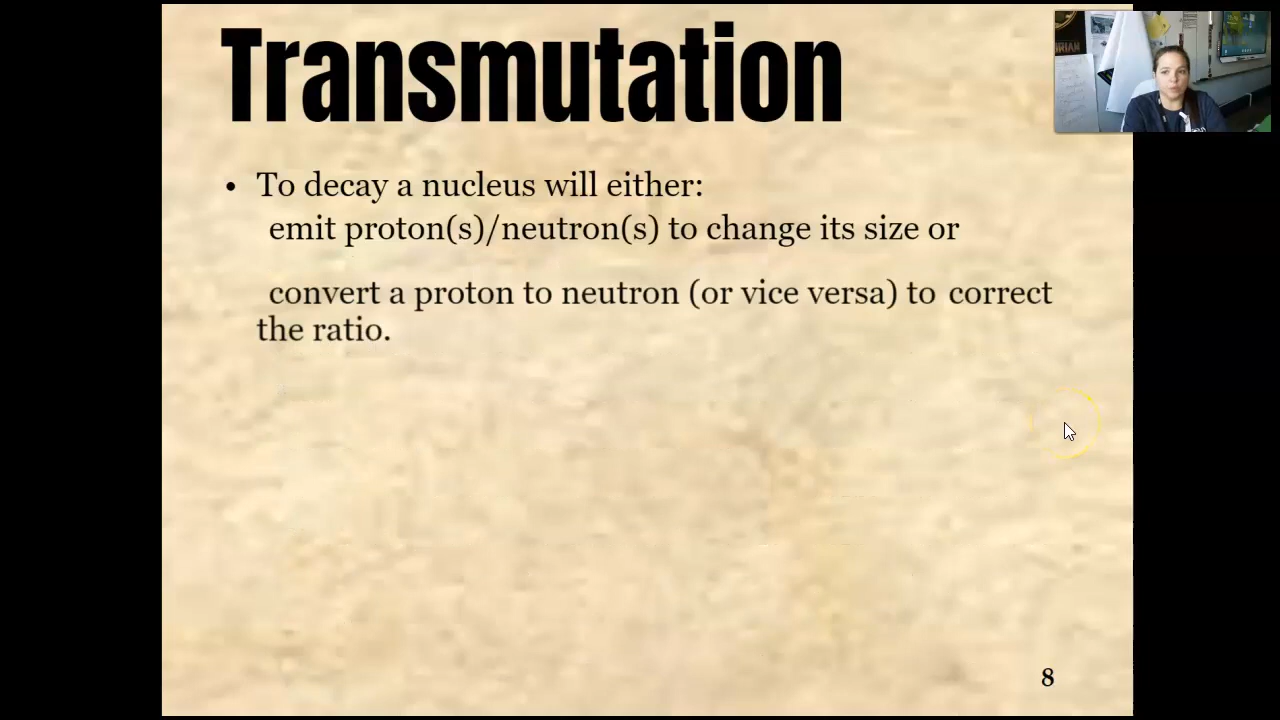 Transmutation
• To decay a nucleus will either:
emit proton(s)/neutron(s) to change its size or
convert a proton to neutron (or vice versa) to correct
the ratio.
8